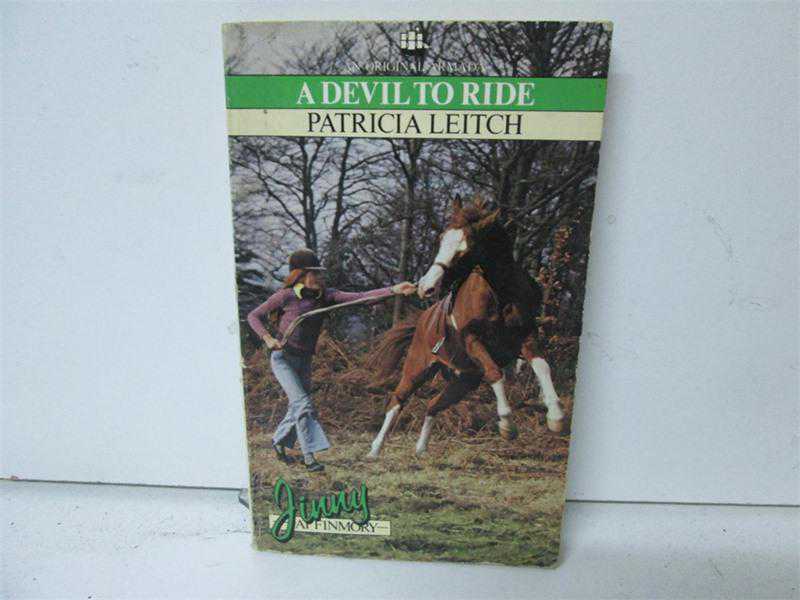 AN ORIGINAL ARMADA
A DEVIL TO RIDE
PATRICIA LEITCH
Jinny
AT FINMORY